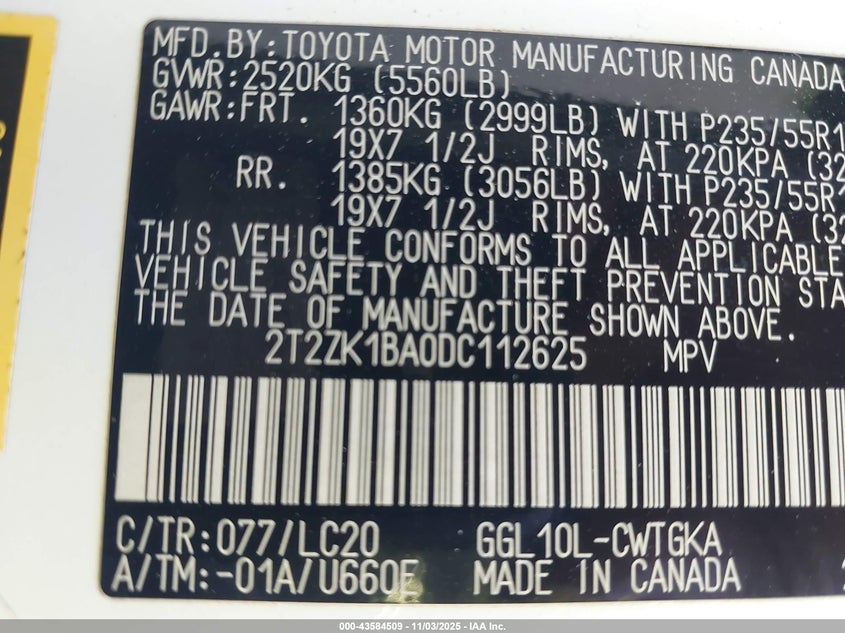 MFD.BY:TOYOTA MOTOR MANUFACTURING CANADA
GVWR:2520KG (5560LB)
GAWR:FRT. 1360KG (2999LB) WITH P235/55R1
19X7 1/2J RIMS, AT 220KPA (32
RR. 1385KG (3056LB) WITH P235/55R1
19X7 1/2J RIMS, AT 220KPA (32
THIS VEHICLE CONFORMS TO ALL APPLICABLE
VEHICLE SAFETY AND THEFT PREVENTION STA
THE DATE OF MANUFACTURE SHOWN ABOVE.
2T2ZK1BA0DC112625 MPV
C/TR:077/LC20 GGL10L-CWTGKA
A/TM:-01A/U660E MADE IN CANADA
000-43584509 - 11/03/2025 - IAA Inc.